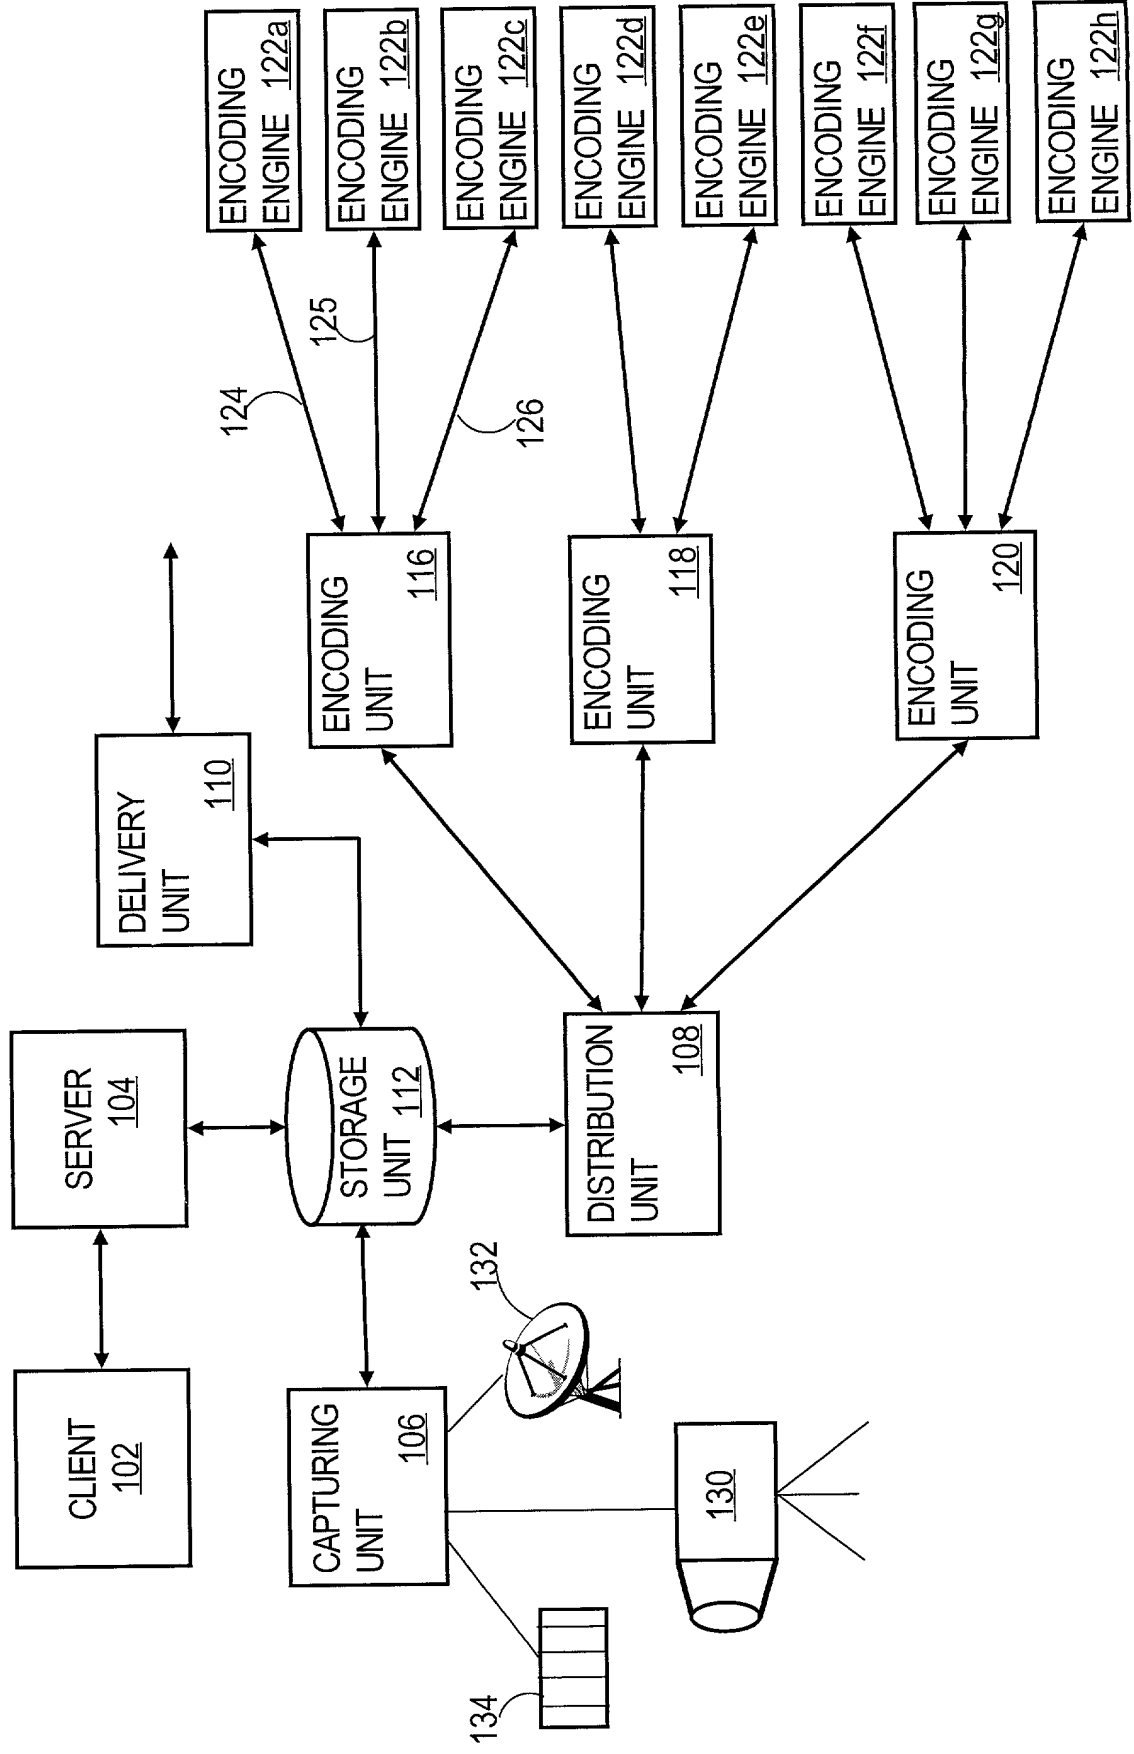 CLIENT
102
SERVER
104
DELIVERY
UNIT
110
CAPTURING
UNIT
106
STORAGE
UNIT 112
134
132
130
DISTRIBUTION
UNIT
108
ENCODING
UNIT
116
ENCODING
UNIT
118
ENCODING
UNIT
120
124
125
126
ENCODING
ENGINE 122a
ENCODING
ENGINE 122b
ENCODING
ENGINE 122c
ENCODING
ENGINE 122d
ENCODING
ENGINE 122e
ENCODING
ENGINE 122f
ENCODING
ENGINE 122g
ENCODING
ENGINE 122h